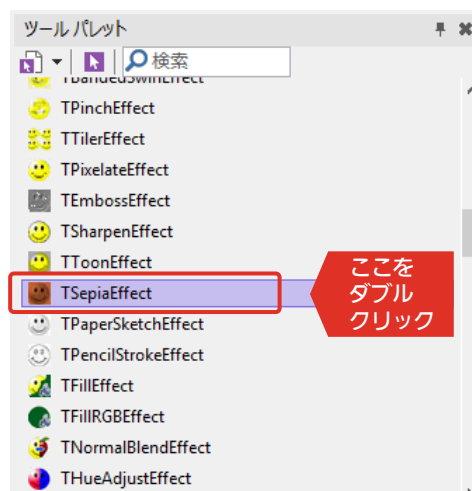 ツール パレット
検索
TBandedSwirlEffect
TPinchEffect
TTilerEffect
TPixelateEffect
TEmbossEffect
TSharpenEffect
TToonEffect
TSepiaEffect
ここを
ダブル
クリック
TPaperSketchEffect
TPencilStrokeEffect
TFillEffect
TFillRGBEffect
TNormalBlendEffect
THueAdjustEffect